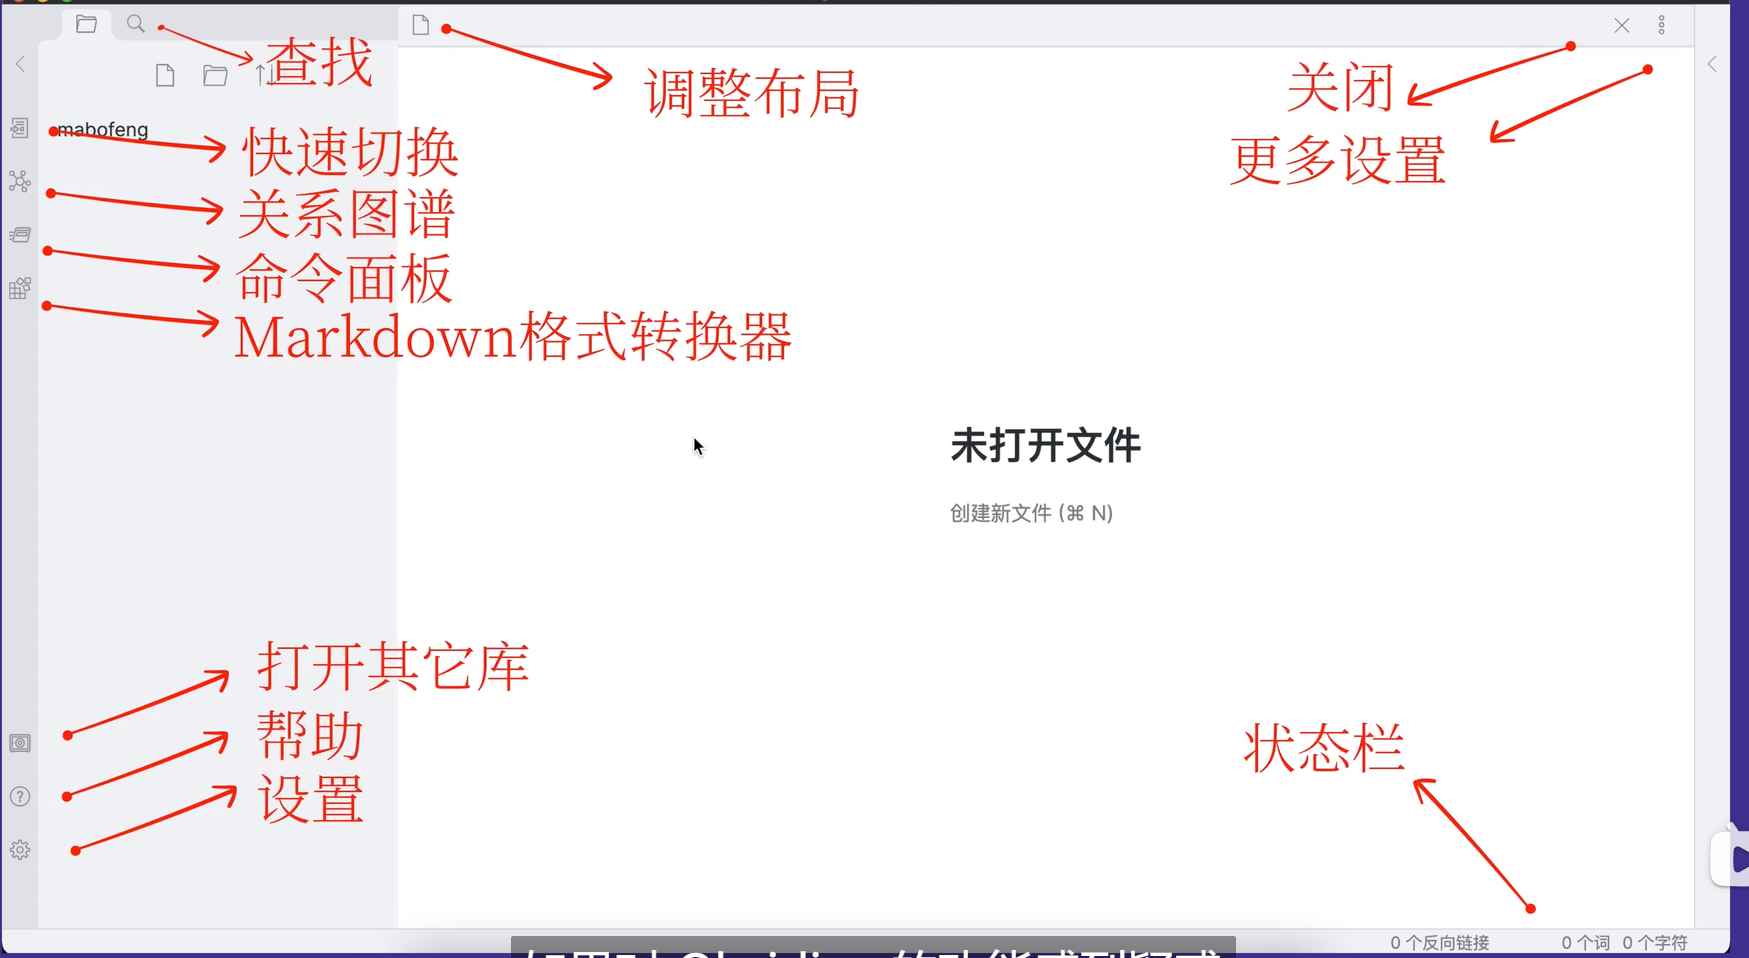 查找
调整布局
关闭
更多设置
mabofeng
快速切换
关系图谱
命令面板
Markdown格式转换器
未打开文件
创建新文件 (⌘ N)
打开其它库
帮助
设置
状态栏
0 个反向链接
0 个词 0 个字符